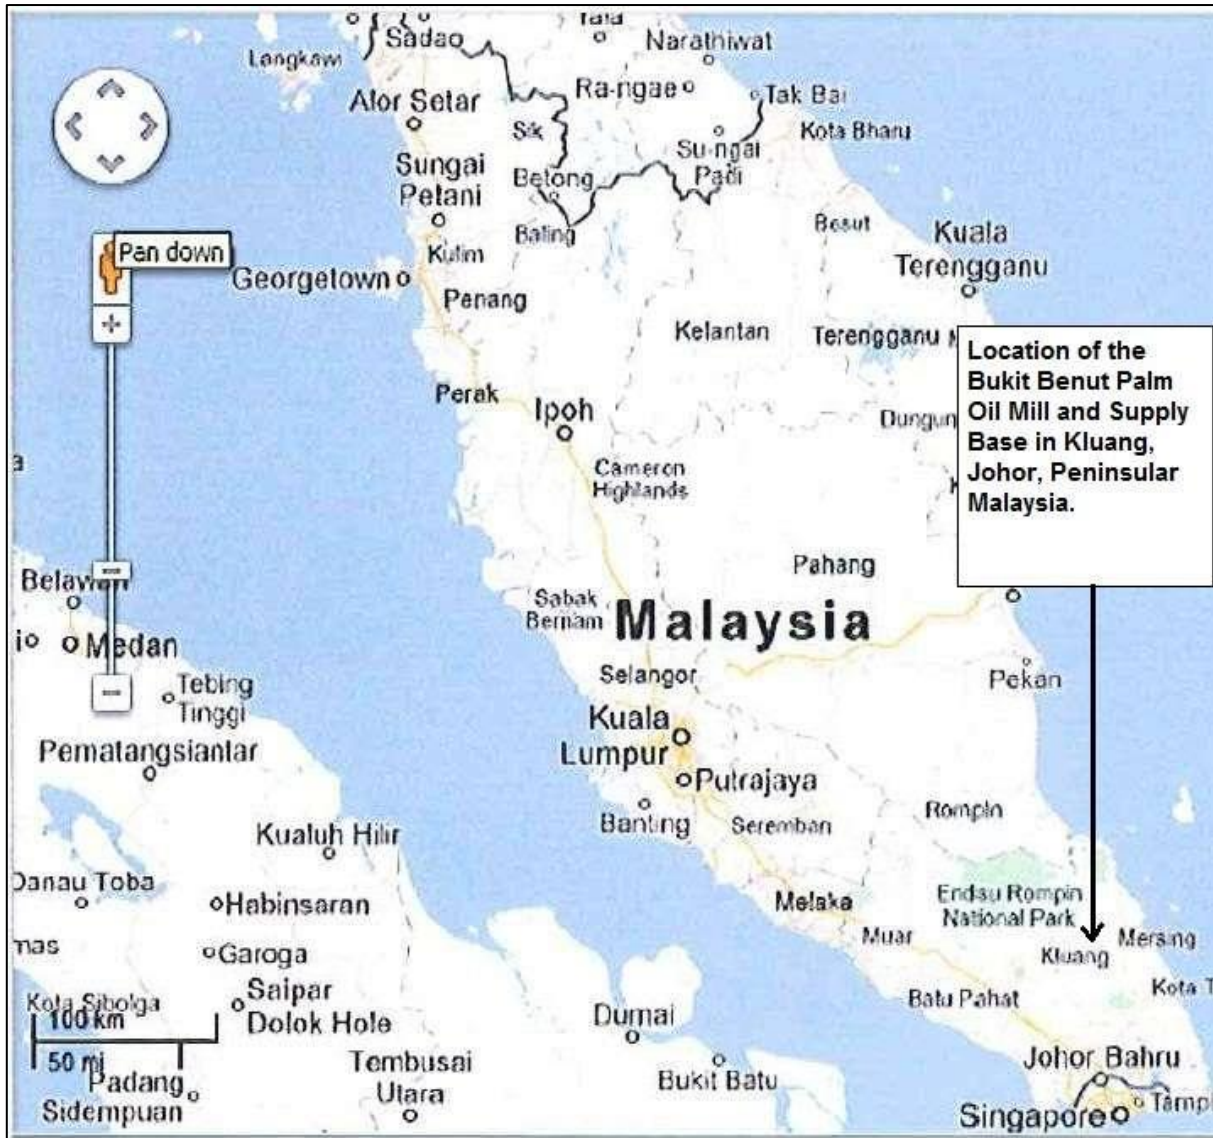 Sadao
Narathiwat
Langkawi
Ra-ngae
Tak Bai
Alor Setar
Sik
Kota Bharu
Su-ngai
Padi
Sungai
Petani
Betong
Besut
Kuala
Terengganu
Baling
Pan down
Kulim
Georgetown
Penang
Kelantan
Terengganu
Location of the
Bukit Benut Palm
Oil Mill and Supply
Base in Kluang,
Johor, Peninsular
Malaysia.
Perak
Ipoh
Dungun
Cameron
Highlands
Pahang
Belawan
Sabak
Bernam
Malaysia
Medan
Selangor
Pekan
Tebing
Tinggi
Kuala
Lumpur
Pematangsiantar
Putrajaya
Banting
Seremban
Rompin
Kualuh Hilir
Danau Toba
Habinsaran
Melaka
Endau Rompin
National Park
Muar
Mersing
Garoga
Kluang
Kota Sibolga
Saipar
Dolok Hole
Batu Pahat
Kota T
100 km
50 mi
Dumai
Padang
Sidempuan
Tembusai
Utara
Bukit Batu
Johor Bahru
Singapore
Tampi